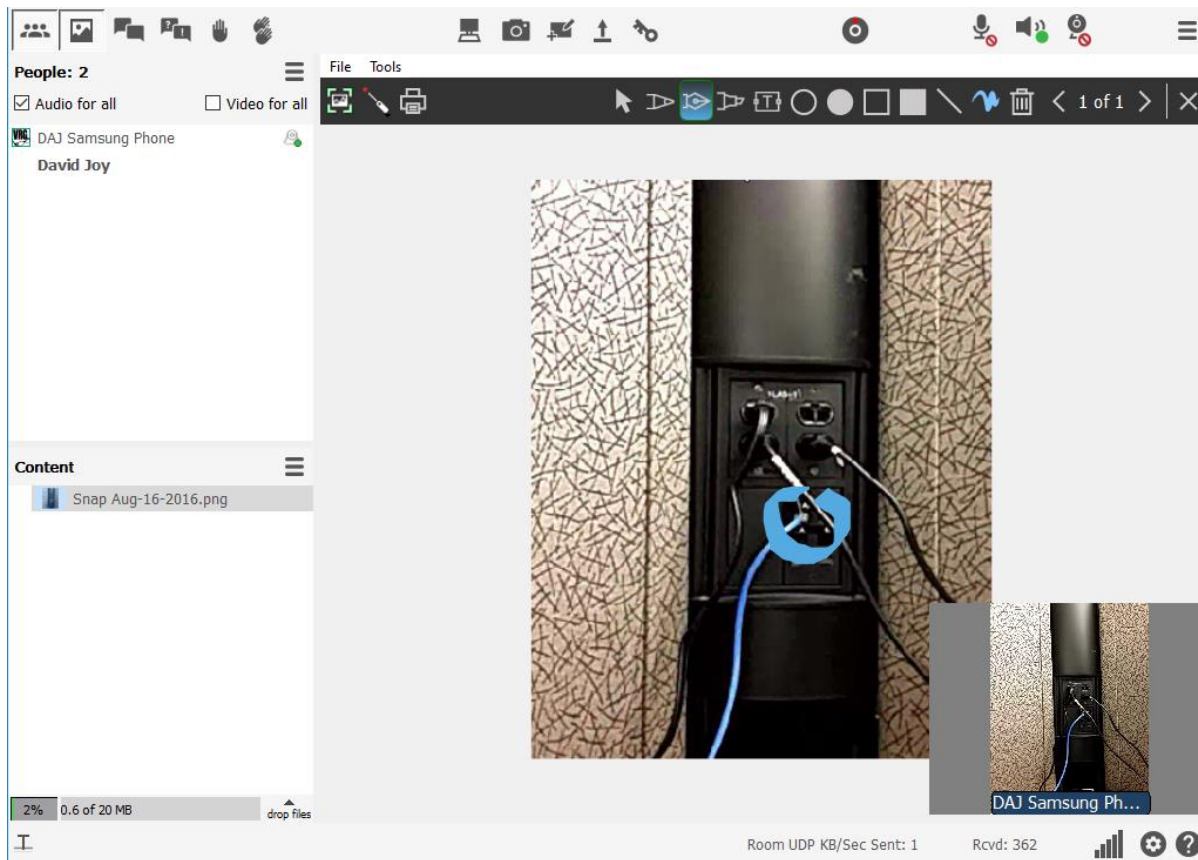 People: 2
Audio for all
Video for all
VRG
DAJ Samsung Phone
David Joy
Content
Snap Aug-16-2016.png
2%
0.6 of 20 MB
drop files
File Tools
T
1 of 1
DAJ Samsung Ph...
Room UDP KB/Sec Sent: 1
Rcvd: 362